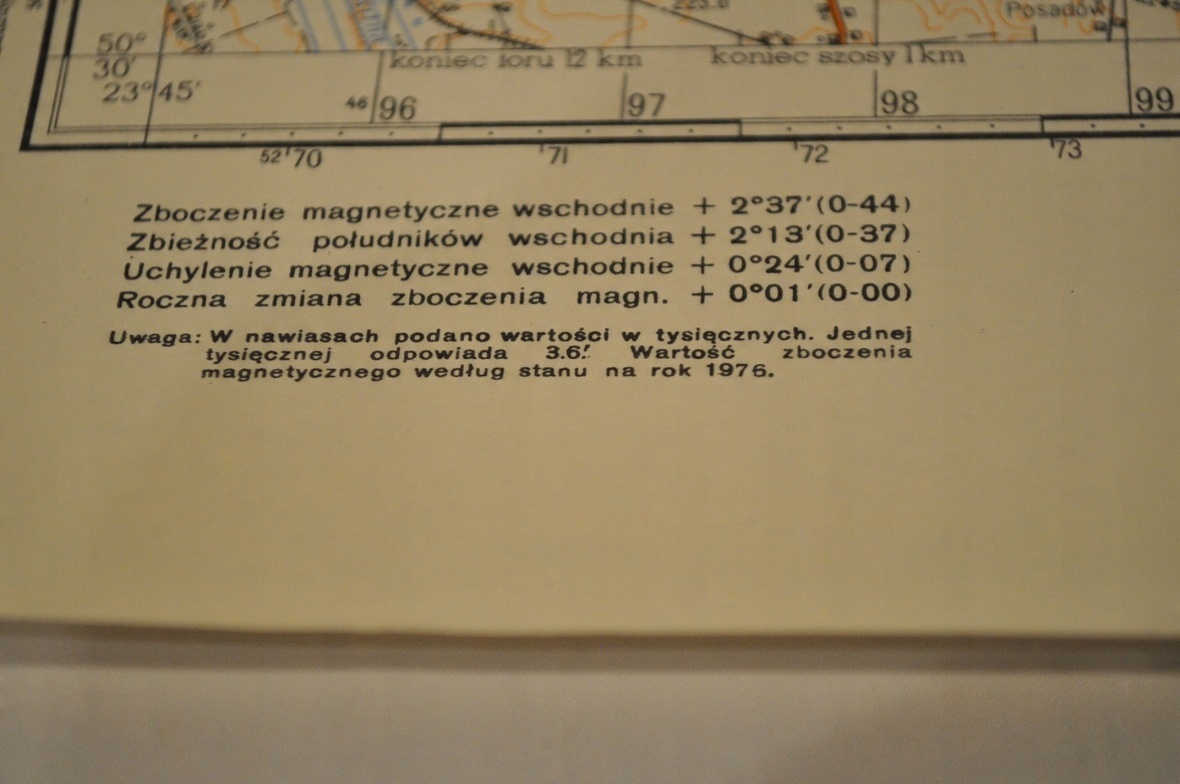 223.0
Posadów
50°
30'
23°45'
koniec toru 12 km
koniec szosy 1 km
46 96
97
98
99
52 70
71
72
73
Zboczenie magnetyczne wschodnie + 2°37'(0-44)
Zbieżność południków wschodnia + 2°13'(0-37)
Uchylenie magnetyczne wschodnie + 0°24'(0-07)
Roczna zmiana zboczenia magn. + 0°01'(0-00)
Uwaga: W nawiasach podano wartości w tysięcznych. Jednej
tysięcznej odpowiada 3.6'. Wartość zboczenia
magnetycznego według stanu na rok 1976.